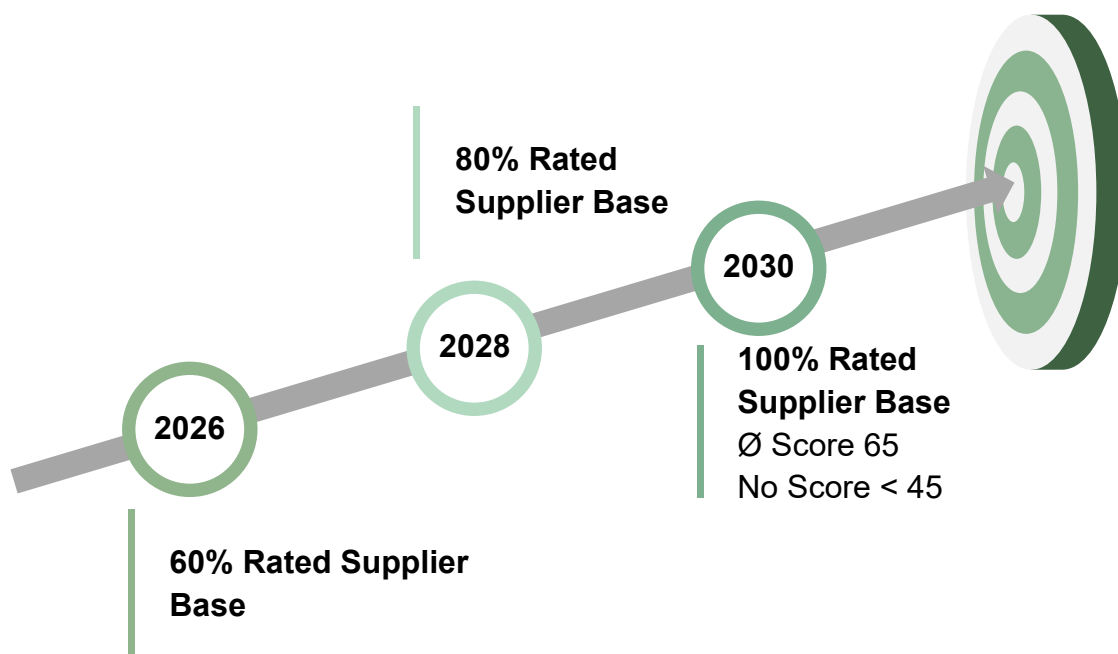 80% Rated
Supplier Base
2030
2028
100% Rated
Supplier Base
Ø Score 65
No Score < 45
2026
60% Rated Supplier
Base